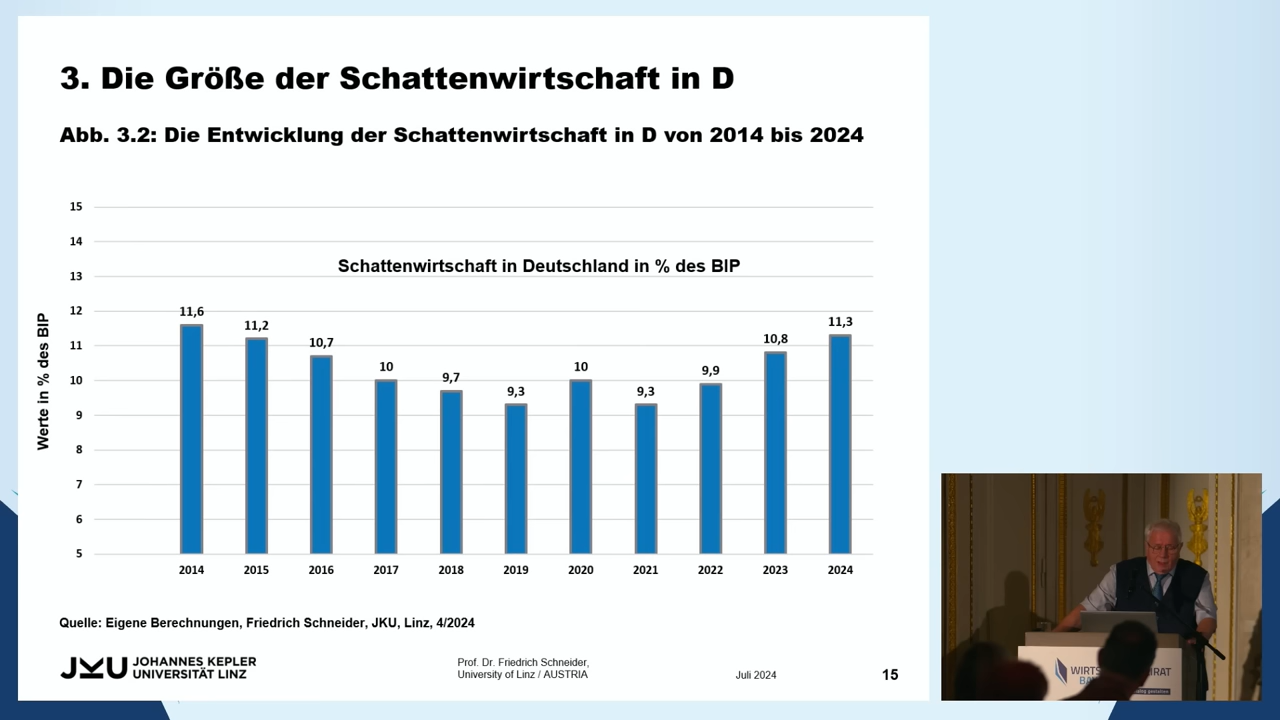 3. Die Größe der Schattenwirtschaft in D
Abb. 3.2: Die Entwicklung der Schattenwirtschaft in D von 2014 bis 2024
Schattenwirtschaft in Deutschland in % des BIP
Werte in % des BIP
15
14
13
12
11
10
9
8
7
6
5
11,6
11,2
10,7
10
9,7
9,3
10
9,3
9,9
10,8
11,3
2014 2015 2016 2017 2018 2019 2020 2021 2022 2023 2024
Quelle: Eigene Berechnungen, Friedrich Schneider, JKU, Linz, 4/2024
JKU JOHANNES KEPLER
UNIVERSITÄT LINZ
Prof. Dr. Friedrich Schneider,
University of Linz / AUSTRIA
Juli 2024
15